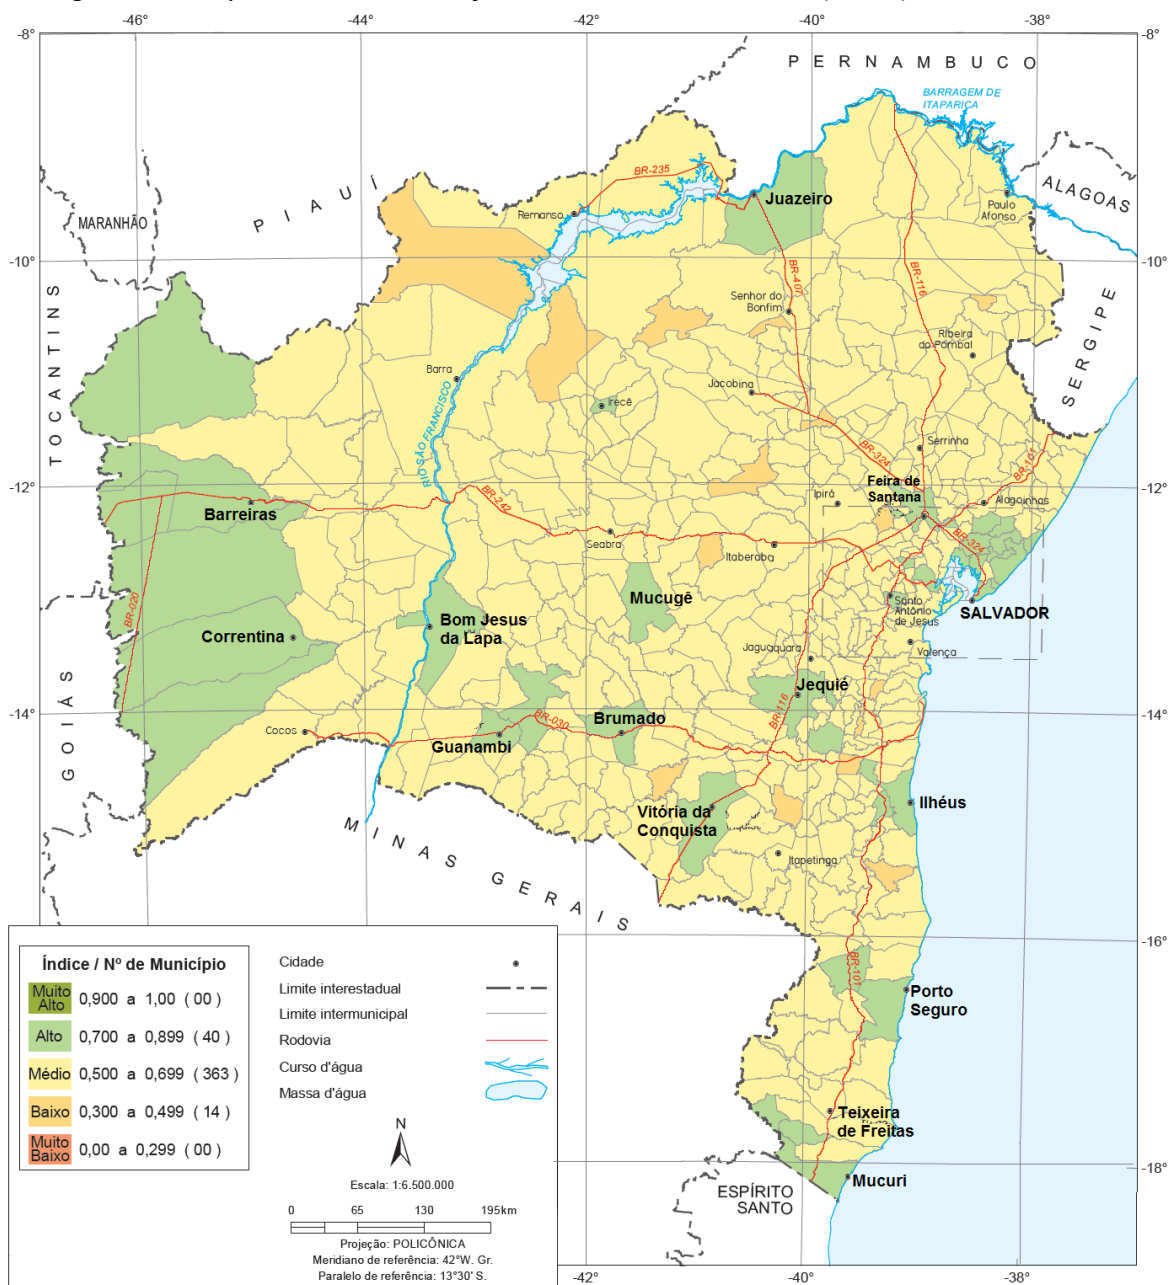 -46°
-44°
-42°
-40°
-38°
-8°
-8°
PERNAMBUCO
BARRAGEM DE
ITAPARICA
ALAGOAS
Paulo
Afonso
PIAUÍ
MARANHÃO
BR-235
Remanso
Juazeiro
-10°
-10°
BR-407
BR-116
Senhor do
Bonfim
Ribeira
do Pombal
SERGIPE
TOCANTINS
Barra
Jacobina
Irecê
RIO SÃO FRANCISCO
BR-324
Serrinha
BR-101
-12°
-12°
Feira de
Santana
Ipirá
Alagoinhas
Barreiras
BR-242
Seabra
Itaberaba
BR-324
BR-020
Mucugê
Santo
Antônio
de Jesus
SALVADOR
Bom Jesus
da Lapa
Correntina
Valença
Jaguaquara
GOIÁS
Jequié
-14°
-14°
BR-116
Cocos
BR-030
Brumado
Guanambi
Ilhéus
Vitória da
Conquista
MINAS GERAIS
Itapetinga
-16°
BR-101
Porto
Seguro
Teixeira
de Freitas
-18°
Mucuri
ESPÍRITO
SANTO
Índice / Nº de Município
Muito
Alto
0,900 a 1,00 ( 00 )
Alto
0,700 a 0,899 ( 40 )
Médio
0,500 a 0,699 ( 363 )
Baixo
0,300 a 0,499 ( 14 )
Muito
Baixo
0,00 a 0,299 ( 00 )
Cidade
Limite interestadual
Limite intermunicipal
Rodovia
Curso d'água
Massa d'água
N
Escala: 1:6.500.000
0 65 130 195km
Projeção: POLICÔNICA
Meridiano de referência: 42°W. Gr.
Paralelo de referência: 13°30' S.
-42°
-40°
-38°